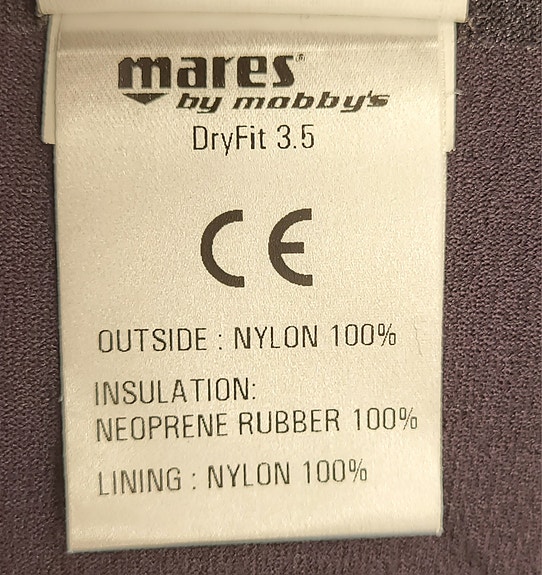 mares®
by mobby's
DryFit 3.5
CE
OUTSIDE : NYLON 100%
INSULATION:
NEOPRENE RUBBER 100%
LINING : NYLON 100%